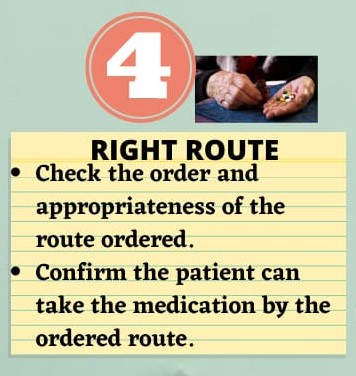 4
RIGHT ROUTE
• Check the order and
appropriateness of the
route ordered.
• Confirm the patient can
take the medication by the
ordered route.